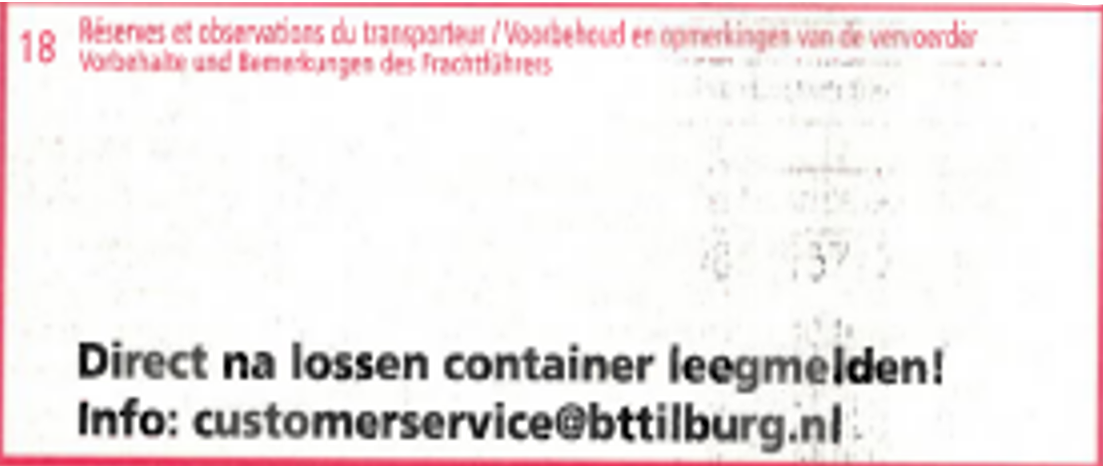 18 Réserves et observations du transporteur / Voorbehoud en opmerkingen van de vervoerder
Vorbehalte und Bemerkungen des Frachtführers
Direct na lossen container leegmelden!
Info: customerservice@bttilburg.nl